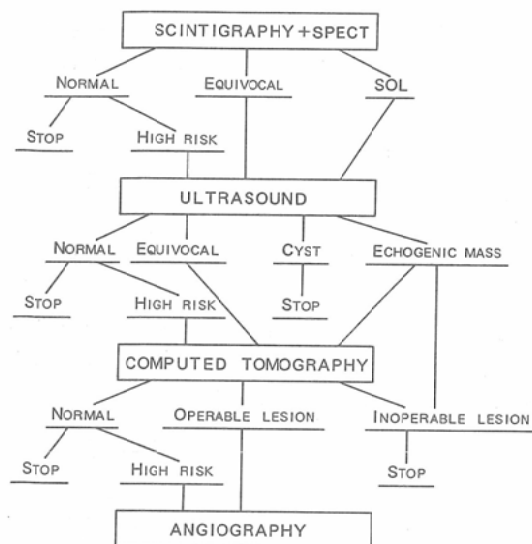 SCINTIGRAPHY + SPECT
NORMAL EQUIVOCAL SOL
STOP HIGH RISK
ULTRASOUND
NORMAL EQUIVOCAL CYST ECHOGENIC MASS
STOP HIGH RISK STOP
COMPUTED TOMOGRAPHY
NORMAL OPERABLE LESION INOPERABLE LESION
STOP HIGH RISK STOP
ANGIOGRAPHY